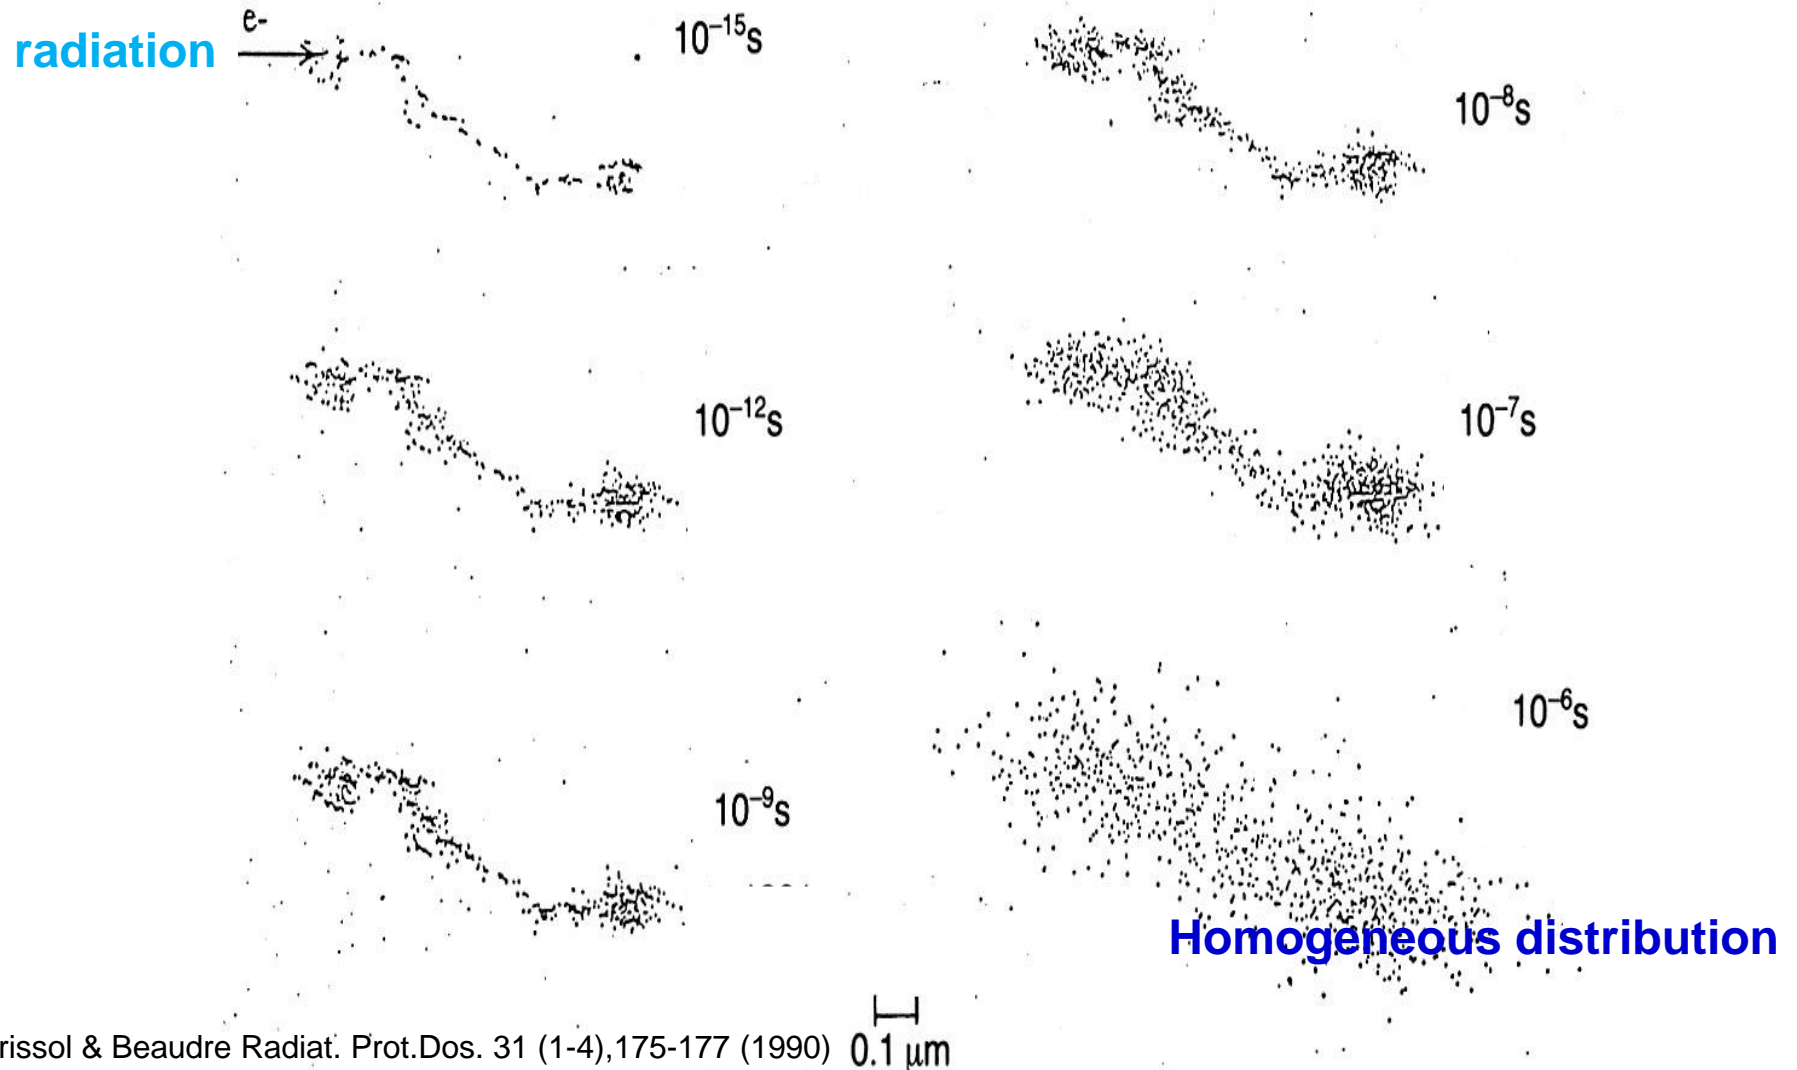 e-
radiation
10⁻¹⁵s
10⁻⁸s
10⁻¹²s
10⁻⁷s
10⁻⁶s
10⁻⁹s
Homogeneous distribution
rissol & Beaudre Radiat. Prot.Dos. 31 (1-4),175-177 (1990)
0.1 µm